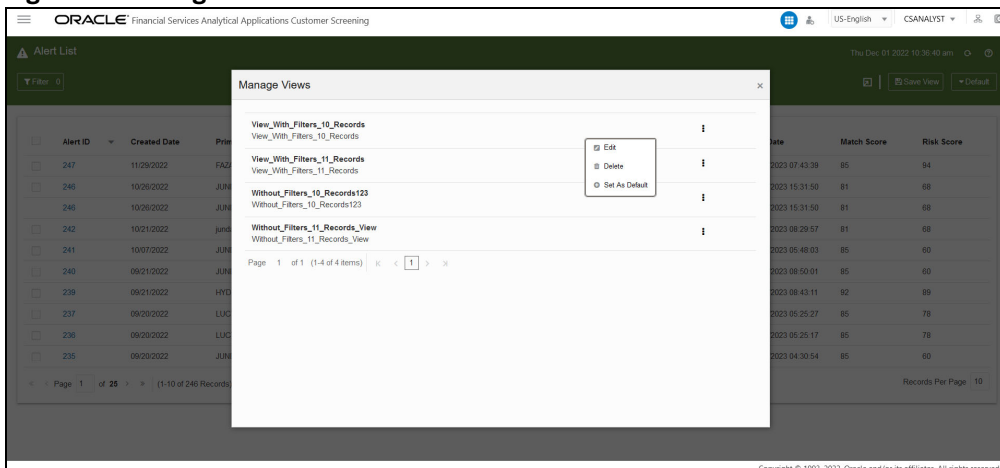 ORACLE Financial Services Analytical Applications Customer Screening US-English CSANALYST
Alert List Thu Dec 01 2022 10:36:40 am
Filter 0 Save View Default
Manage Views ×
View_With_Filters_10_Records
View_With_Filters_10_Records
Edit
View_With_Filters_11_Records
View_With_Filters_11_Records
Delete
Set As Default
Without_Filters_10_Records123
Without_Filters_10_Records123
Without_Filters_11_Records_View
Without_Filters_11_Records_View
Page 1 of 1 (1-4 of 4 items) 1
Alert ID Created Date Match Score Risk Score
247 11/29/2022 2023 07:43:39 85 94
246 10/26/2022 2023 15:31:50 81 68
246 10/26/2022 2023 15:31:50 81 68
242 10/21/2022 2023 08:29:57 81 68
241 10/07/2022 2023 05:48:03 85 60
240 09/21/2022 2023 08:50:01 85 60
239 09/21/2022 HYD 2023 08:43:11 92 89
237 09/20/2022 LUC 2023 05:25:27 85 78
236 09/20/2022 LUC 2023 05:25:17 85 78
235 09/20/2022 2023 04:30:54 85 60
Page 1 of 25 (1-10 of 246 Records) Records Per Page 10